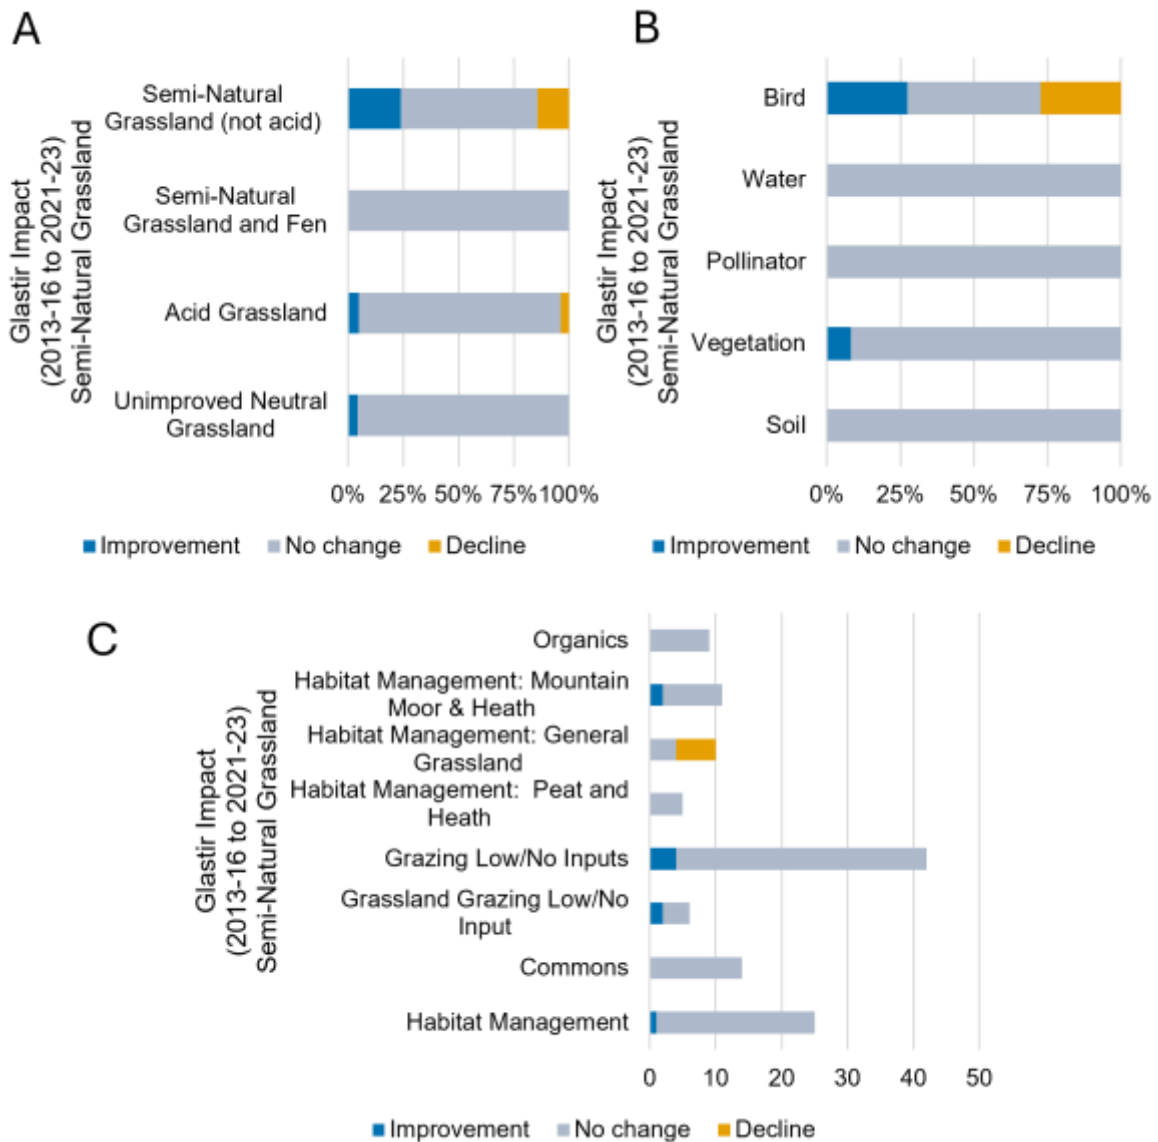 A
Glastir Impact
(2013-16 to 2021-23)
Semi-Natural Grassland
Semi-Natural
Grassland (not acid)
Semi-Natural
Grassland and Fen
Acid Grassland
Unimproved Neutral
Grassland
0% 25% 50% 75% 100%
Improvement No change Decline
B
Glastir Impact
(2013-16 to 2021-23)
Semi-Natural Grassland
Bird
Water
Pollinator
Vegetation
Soil
0% 25% 50% 75% 100%
Improvement No change Decline
C
Glastir Impact
(2013-16 to 2021-23)
Semi-Natural Grassland
Organics
Habitat Management: Mountain
Moor & Heath
Habitat Management: General
Grassland
Habitat Management: Peat and
Heath
Grazing Low/No Inputs
Grassland Grazing Low/No
Input
Commons
Habitat Management
0 10 20 30 40 50
Improvement No change Decline